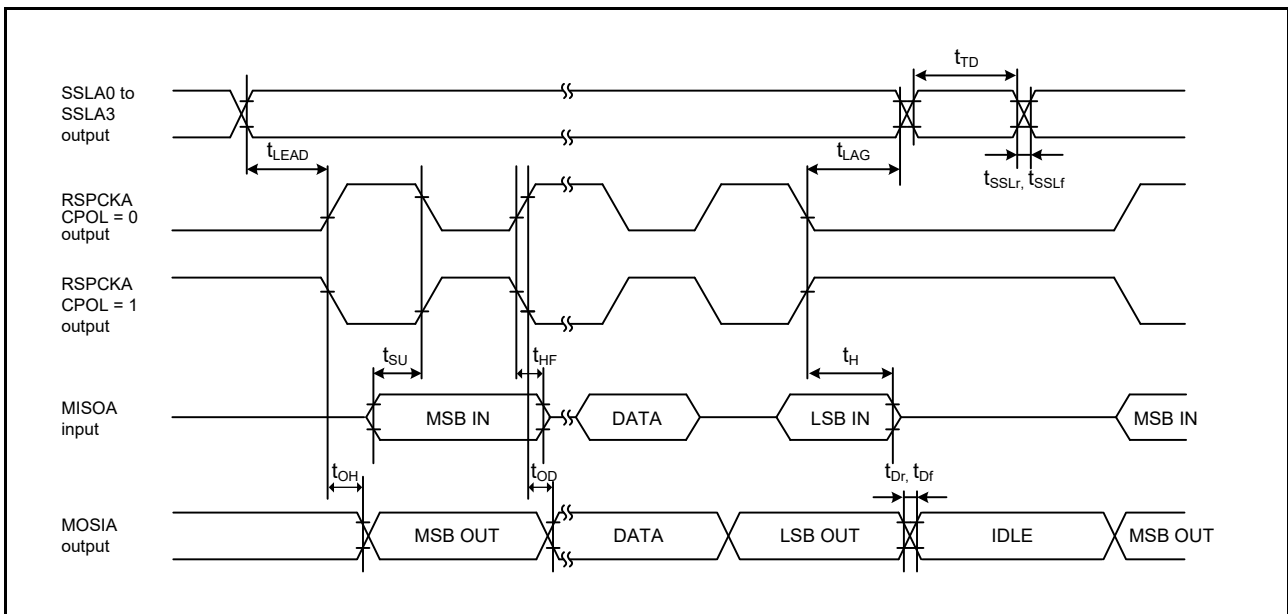 SSLA0 to
SSLA3
output
tTD
tLEAD
tLAG
tSSLr, tSSLf
RSPCKA
CPOL = 0
output
RSPCKA
CPOL = 1
output
tSU
tHF
tH
MISOA
input
MSB IN
DATA
LSB IN
MSB IN
tOH
tOD
tDr, tDf
MOSIA
output
MSB OUT
DATA
LSB OUT
IDLE
MSB OUT